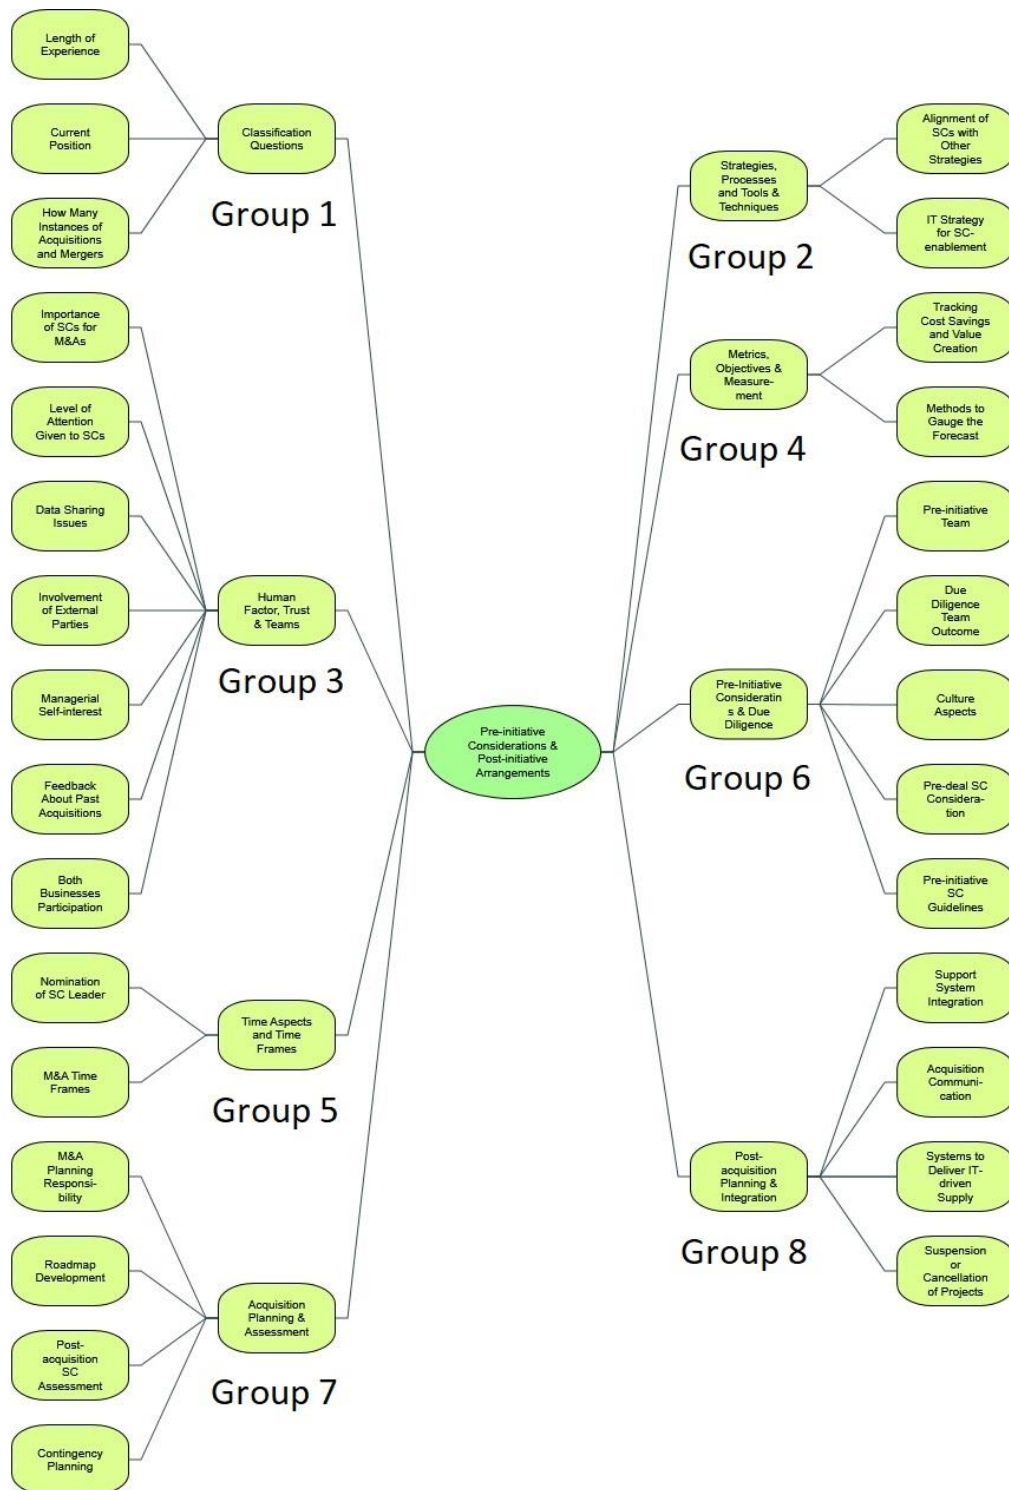 Length of
Experience
Current
Position
How Many
Instances of
Acquisitions
and Mergers
Classification
Questions
Group 1
Importance
of SCs for
M&As
Level of
Attention
Given to SCs
Data Sharing
Issues
Involvement
of External
Parties
Managerial
Self-interest
Feedback
About Past
Acquisitions
Both
Businesses
Participation
Human
Factor, Trust
& Teams
Group 3
Nomination
of SC Leader
M&A Time
Frames
Time Aspects
and Time
Frames
Group 5
M&A
Planning
Responsi-
bility
Roadmap
Development
Post-
acquisition
SC
Assessment
Contingency
Planning
Acquisition
Planning &
Assessment
Group 7
Pre-initiative
Considerations &
Post-initiative
Arrangements
Strategies,
Processes
and Tools &
Techniques
Group 2
Alignment of
SCs with
Other
Strategies
IT Strategy
for SC-
enablement
Metrics,
Objectives &
Measure-
ment
Group 4
Tracking
Cost Savings
and Value
Creation
Methods to
Gauge the
Forecast
Pre-Initiative
Consideratin
s & Due
Diligence
Group 6
Pre-initiative
Team
Due
Diligence
Team
Outcome
Culture
Aspects
Pre-deal SC
Considera-
tion
Pre-initiative
SC
Guidelines
Post-
acquisition
Planning &
Integration
Group 8
Support
System
Integration
Acquisition
Communi-
cation
Systems to
Deliver IT-
driven
Supply
Suspension
or
Cancellation
of Projects